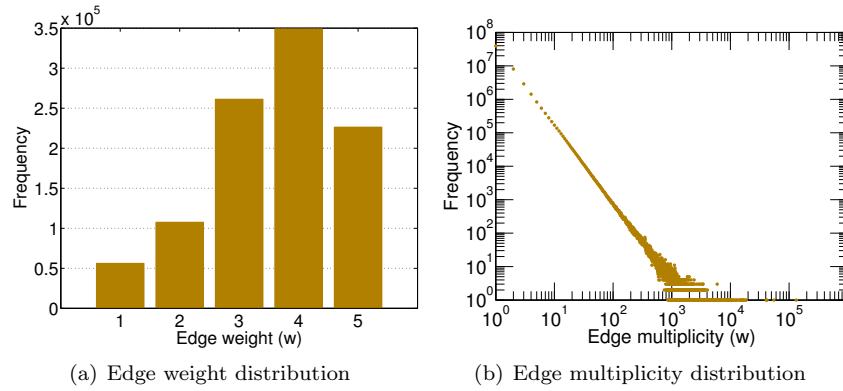 x 10^5
3.5
3
2.5
2
1.5
1
0.5
0
Frequency
1 2 3 4 5
Edge weight (w)
(a) Edge weight distribution
10^8
10^7
10^6
10^5
10^4
10^3
10^2
10^1
10^0
Frequency
10^0 10^1 10^2 10^3 10^4 10^5
Edge multiplicity (w)
(b) Edge multiplicity distribution